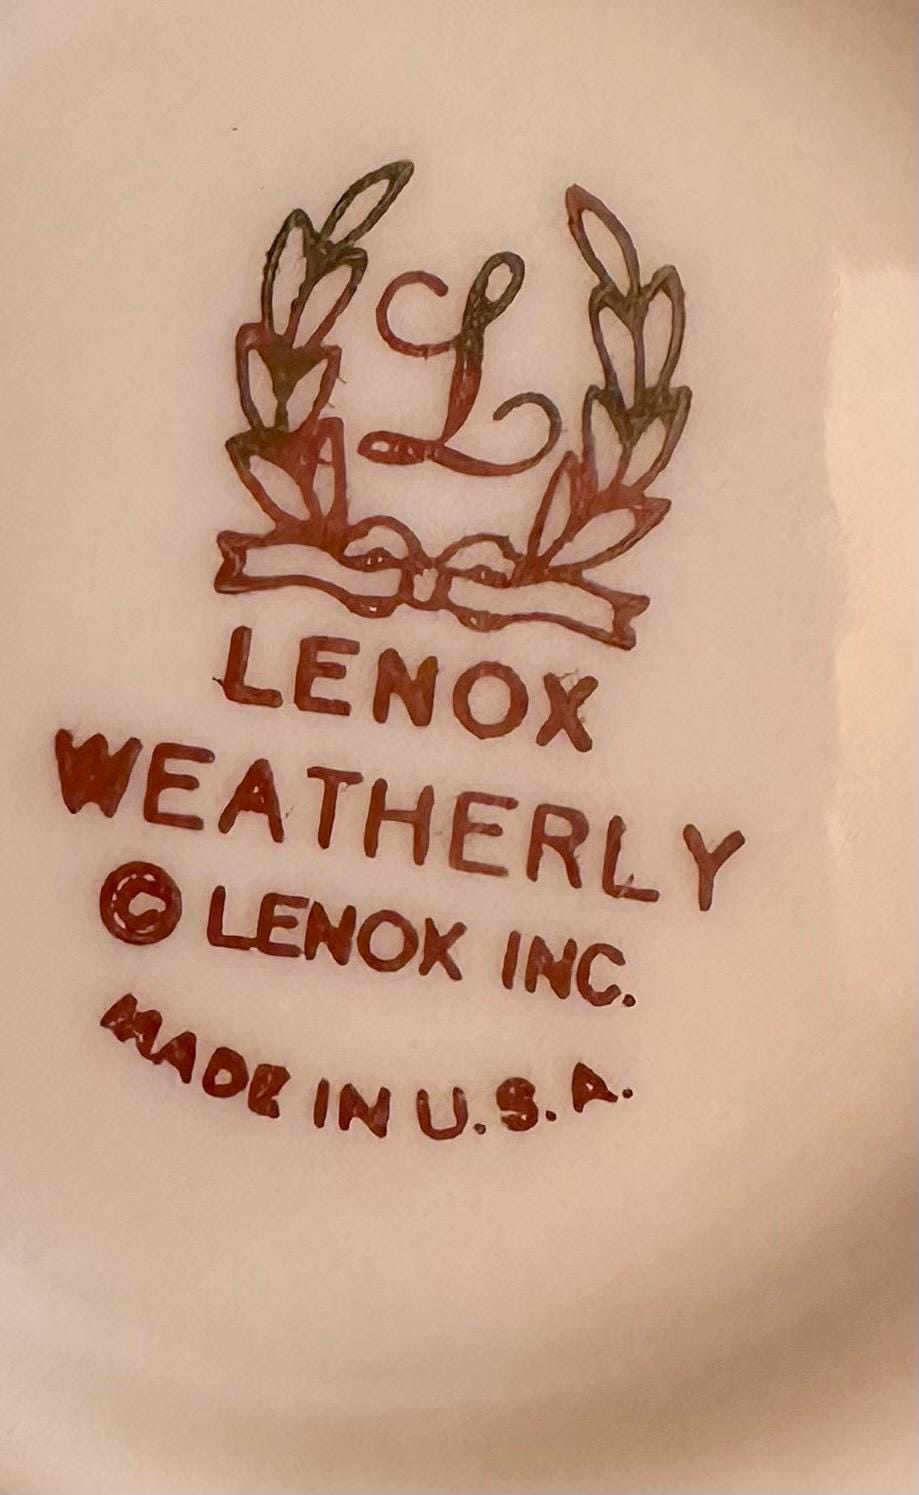 L
LENOX
WEATHERLY
© LENOX INC.
MADE IN U.S.A.